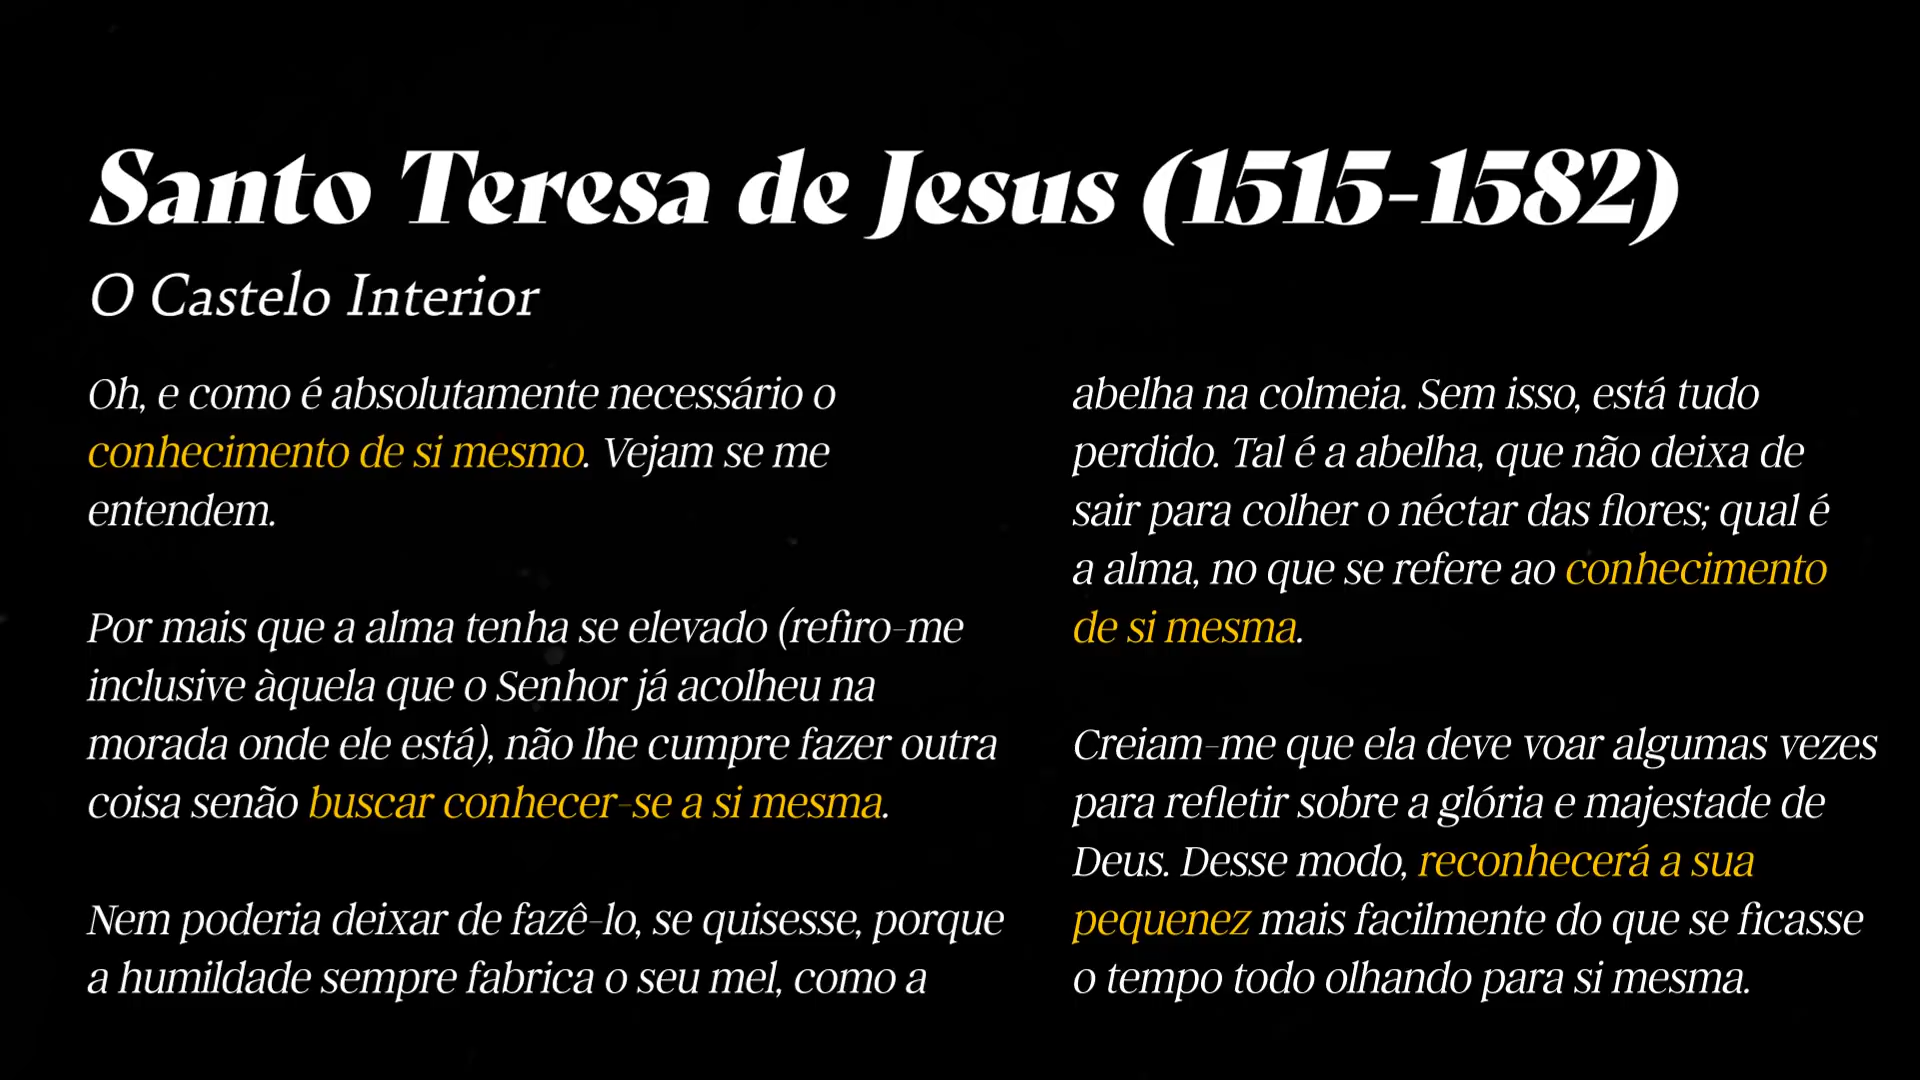 Santo Teresa de Jesus (1515-1582)
O Castelo Interior
Oh, e como é absolutamente necessário o
conhecimento de si mesmo. Vejam se me
entendem.
Por mais que a alma tenha se elevado (refiro-me
inclusive àquela que o Senhor já acolheu na
morada onde ele está), não lhe cumpre fazer outra
coisa senão buscar conhecer-se a si mesma.
Nem poderia deixar de fazê-lo, se quisesse, porque
a humildade sempre fabrica o seu mel, como a
abelha na colmeia. Sem isso, está tudo
perdido. Tal é a abelha, que não deixa de
sair para colher o néctar das flores; qual é
a alma, no que se refere ao conhecimento
de si mesma.
Creiam-me que ela deve voar algumas vezes
para refletir sobre a glória e majestade de
Deus. Desse modo, reconhecerá a sua
pequenez mais facilmente do que se ficasse
o tempo todo olhando para si mesma.